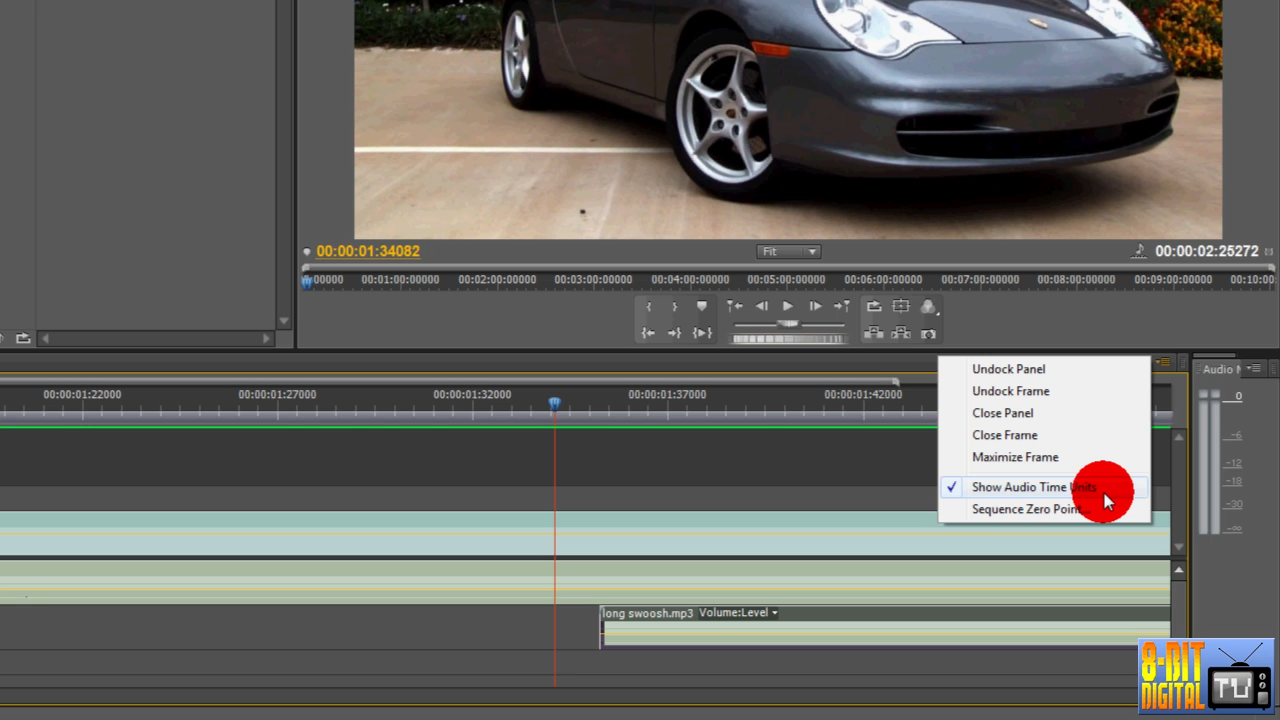 00:00:01:34082
Fit
00:00:02:25272
00000 00:01:00:00000 00:02:00:00000 00:03:00:00000 00:04:00:00000 00:05:00:00000 00:06:00:00000 00:07:00:00000 00:08:00:00000 00:09:00:00000 00:10:00
Undock Panel
Undock Frame
Close Panel
Close Frame
Maximize Frame
Show Audio Time Units
Sequence Zero Point...
Audio
00:00:01:22000 00:00:01:27000 00:00:01:32000 00:00:01:37000 00:00:01:42000
0
-6
-12
-18
-30
-∞
long swoosh.mp3 Volume:Level
8-BIT
DIGITAL
TV